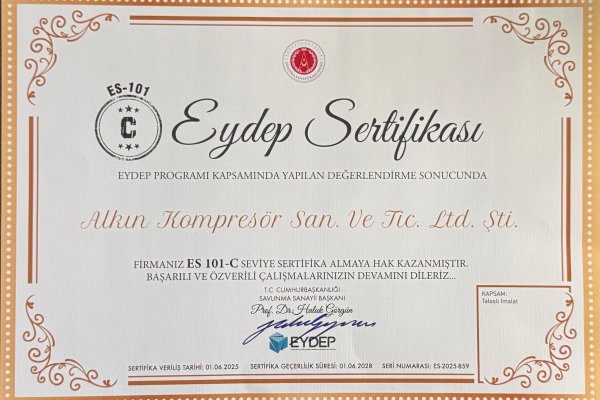 ES-101
C
Eydep Sertifikası
EYDEP PROGRAMI KAPSAMINDA YAPILAN DEĞERLENDİRME SONUCUNDA
Alkın Kompresör San. Ve Tic. Ltd. Şti.
FİRMANIZ ES 101-C SEVİYE SERTİFİKA ALMAYA HAK KAZANMIŞTIR.
BAŞARILI VE ÖZVERİLİ ÇALIŞMALARINIZIN DEVAMINI DİLERİZ...
T.C. CUMHURBAŞKANLIĞI
SAVUNMA SANAYİİ BAŞKANI
Prof. Dr. Haluk Görgün
EYDEP
KAPSAM:
Talaşlı İmalat
SERTİFİKA VERİLİŞ TARİHİ: 01.06.2025 SERTİFİKA GEÇERLİLİK SÜRESİ: 01.06.2028 SERİ NUMARASI: ES-2025-859